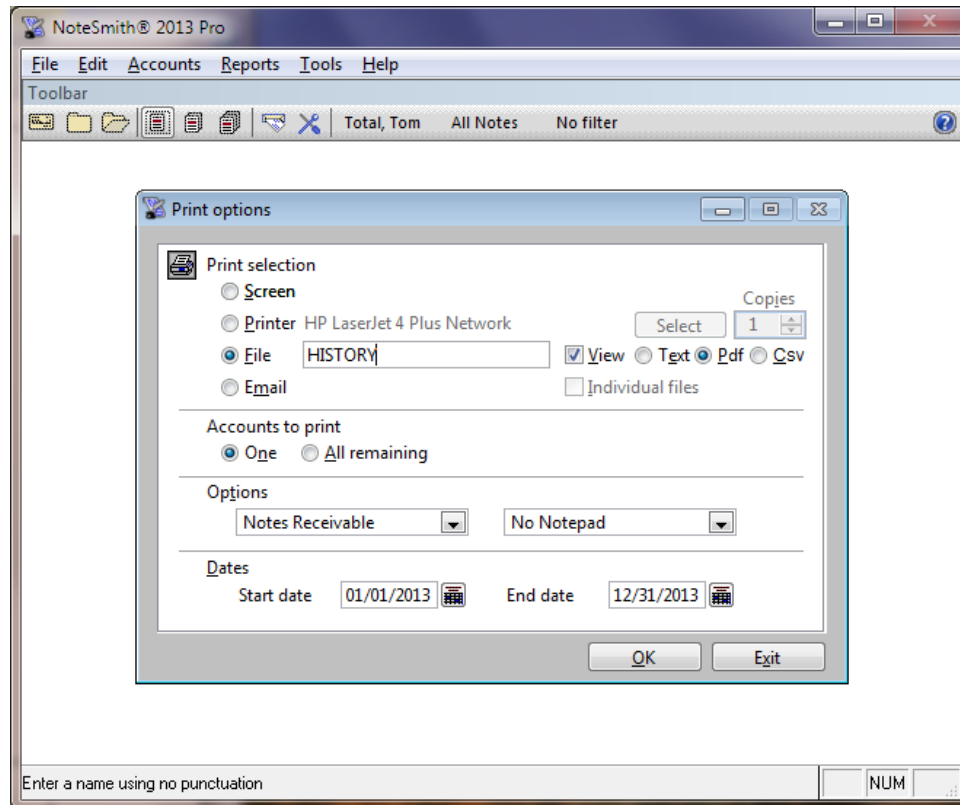 NoteSmith® 2013 Pro
File Edit Accounts Reports Tools Help
Toolbar
Total, Tom All Notes No filter
Print options
Print selection
Screen
Copies
Printer HP LaserJet 4 Plus Network Select 1
File HISTORY View Text Pdf Csv
Email Individual files
Accounts to print
One All remaining
Options
Notes Receivable No Notepad
Dates
Start date 01/01/2013 End date 12/31/2013
OK Exit
Enter a name using no punctuation NUM